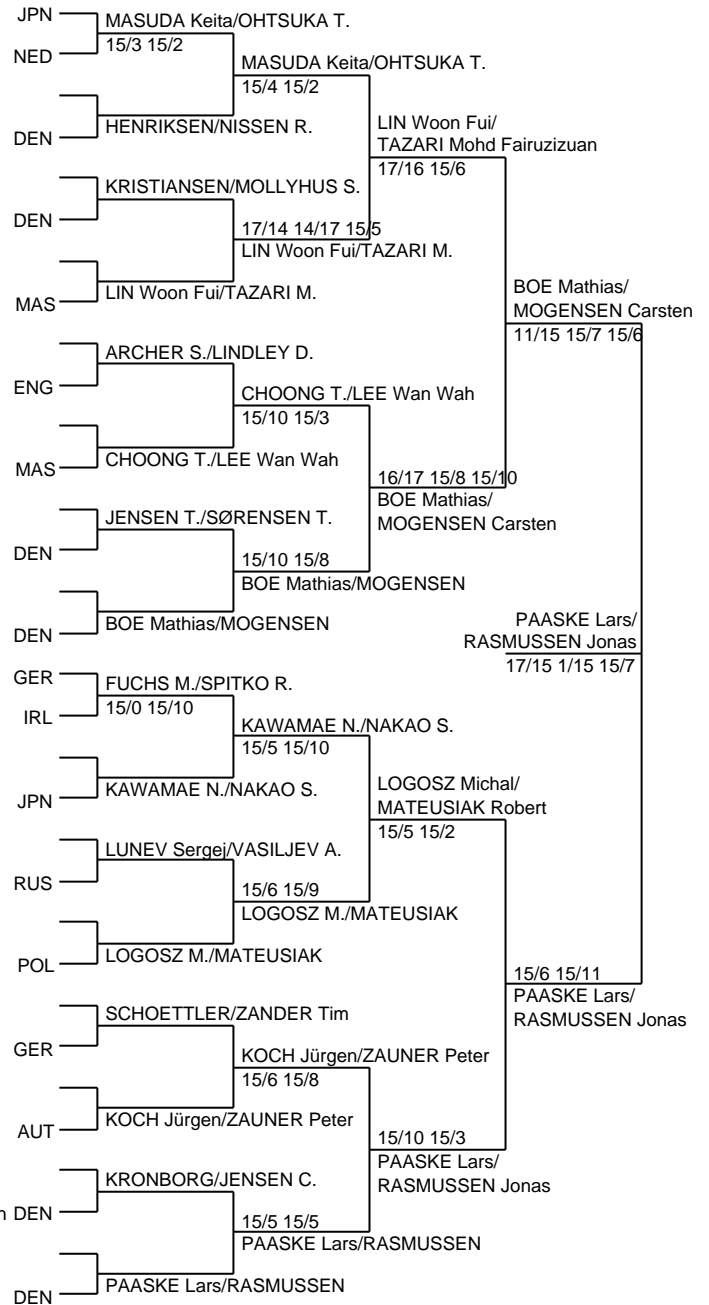 JPN
MASUDA Keita/OHTSUKA T.
15/3 15/2
NED
MASUDA Keita/OHTSUKA T.
15/4 15/2
HENRIKSEN/NISSEN R.
DEN
LIN Woon Fui/
TAZARI Mohd Fairuzizuan
17/16 15/6
KRISTIANSEN/MOLLYHUS S.
DEN
17/14 14/17 15/5
LIN Woon Fui/TAZARI M.
LIN Woon Fui/TAZARI M.
MAS
BOE Mathias/
MOGENSEN Carsten
11/15 15/7 15/6
ARCHER S./LINDLEY D.
ENG
CHOONG T./LEE Wan Wah
15/10 15/3
CHOONG T./LEE Wan Wah
MAS
16/17 15/8 15/10
BOE Mathias/
MOGENSEN Carsten
JENSEN T./SØRENSEN T.
DEN
15/10 15/8
BOE Mathias/MOGENSEN
BOE Mathias/MOGENSEN
DEN
PAASKE Lars/
RASMUSSEN Jonas
17/15 1/15 15/7
GER
FUCHS M./SPITKO R.
15/0 15/10
IRL
KAWAMAE N./NAKAO S.
15/5 15/10
KAWAMAE N./NAKAO S.
JPN
LOGOSZ Michal/
MATEUSIAK Robert
15/5 15/2
LUNEV Sergej/VASILJEV A.
RUS
15/6 15/9
LOGOSZ M./MATEUSIAK
LOGOSZ M./MATEUSIAK
POL
15/6 15/11
PAASKE Lars/
RASMUSSEN Jonas
SCHOETTLER/ZANDER Tim
GER
KOCH Jürgen/ZAUNER Peter
15/6 15/8
KOCH Jürgen/ZAUNER Peter
AUT
15/10 15/3
PAASKE Lars/
RASMUSSEN Jonas
KRONBORG/JENSEN C.
DEN
15/5 15/5
PAASKE Lars/RASMUSSEN
PAASKE Lars/RASMUSSEN
DEN